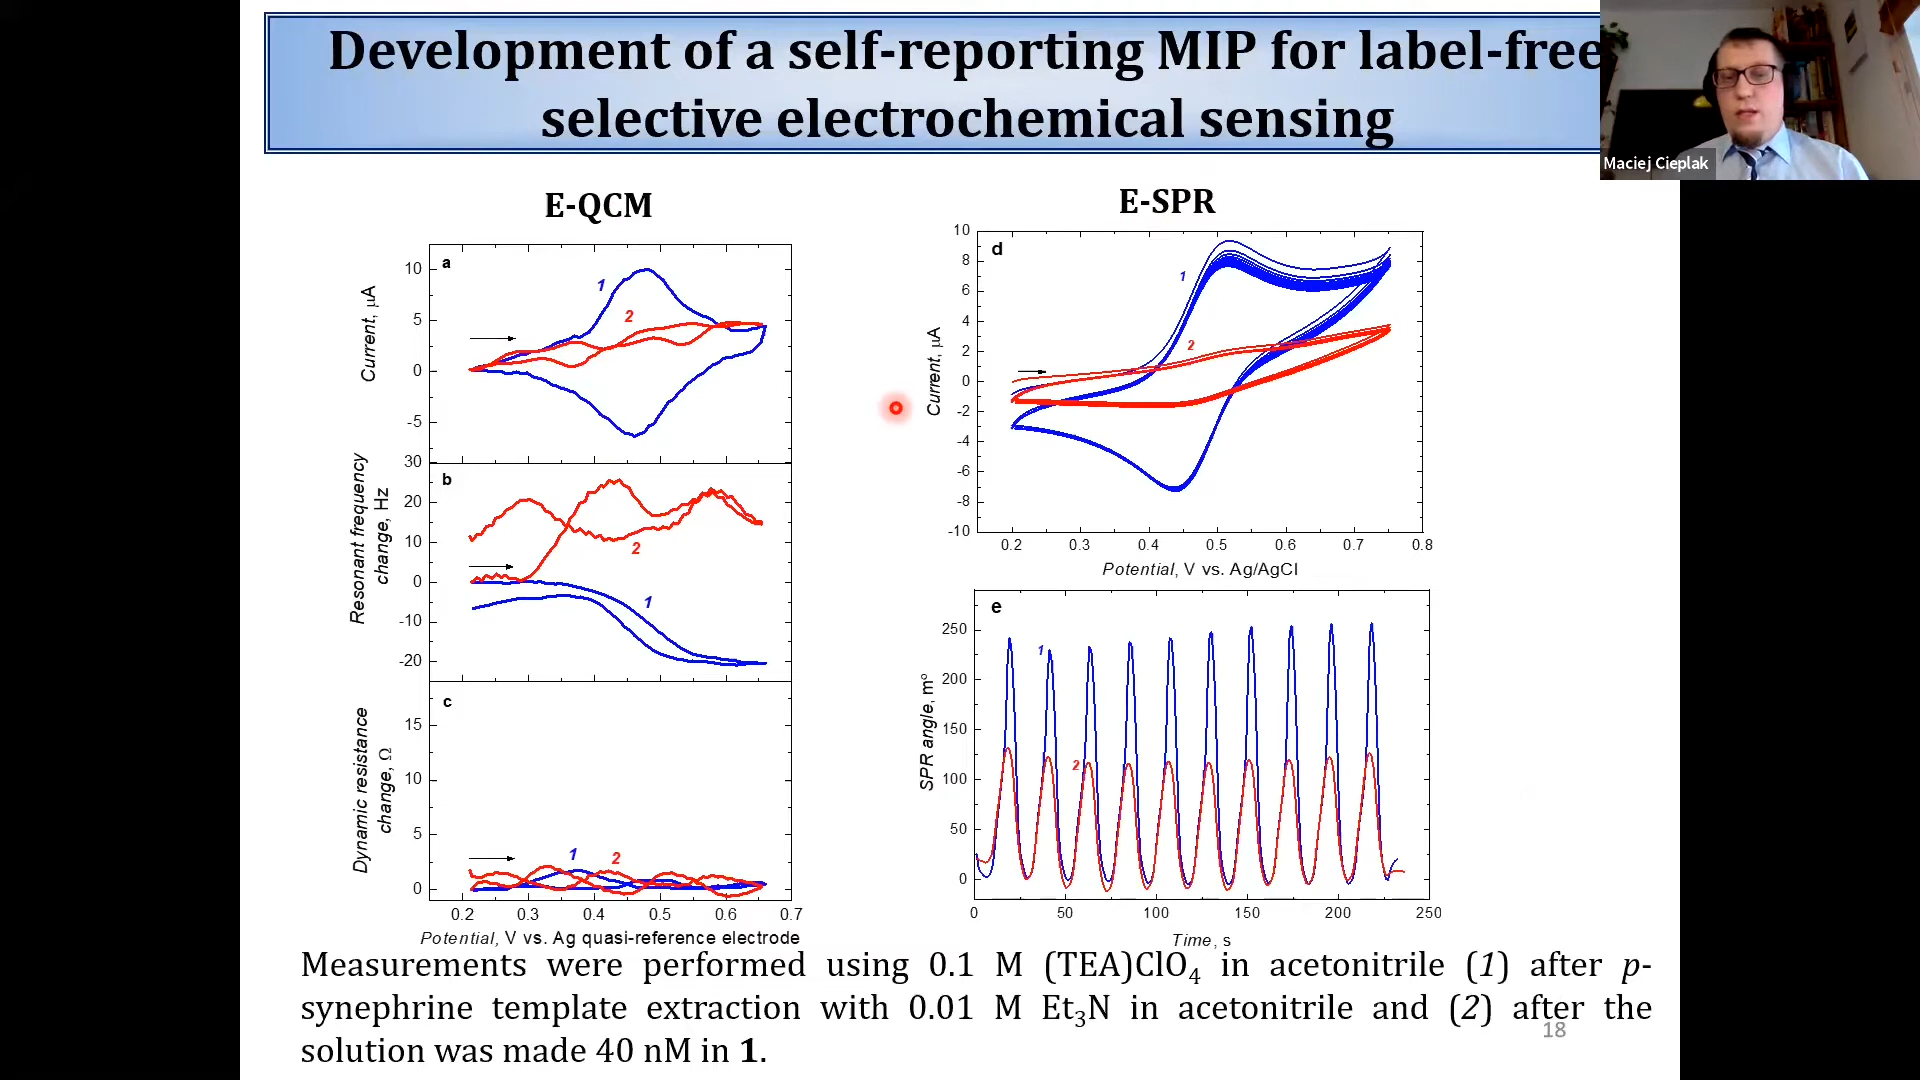 Development of a self-reporting MIP for label-free
selective electrochemical sensing
Maciej Cieplak
E-QCM
a
1
2
10
5
0
-5
Current, μA
b
2
1
30
20
10
0
-10
-20
Resonant frequency
change, Hz
c
1
2
15
10
5
0
Dynamic resistance
change, Ω
0.2 0.3 0.4 0.5 0.6 0.7
Potential, V vs. Ag quasi-reference electrode
E-SPR
d
1
2
10
8
6
4
2
0
-2
-4
-6
-8
-10
Current, μA
0.2 0.3 0.4 0.5 0.6 0.7 0.8
Potential, V vs. Ag/AgCl
e
1
2
250
200
150
100
50
0
SPR angle, mº
0 50 100 150 200 250
Time, s
Measurements were performed using 0.1 M (TEA)ClO4 in acetonitrile (1) after p-
synephrine template extraction with 0.01 M Et3N in acetonitrile and (2) after the
solution was made 40 nM in 1.
18